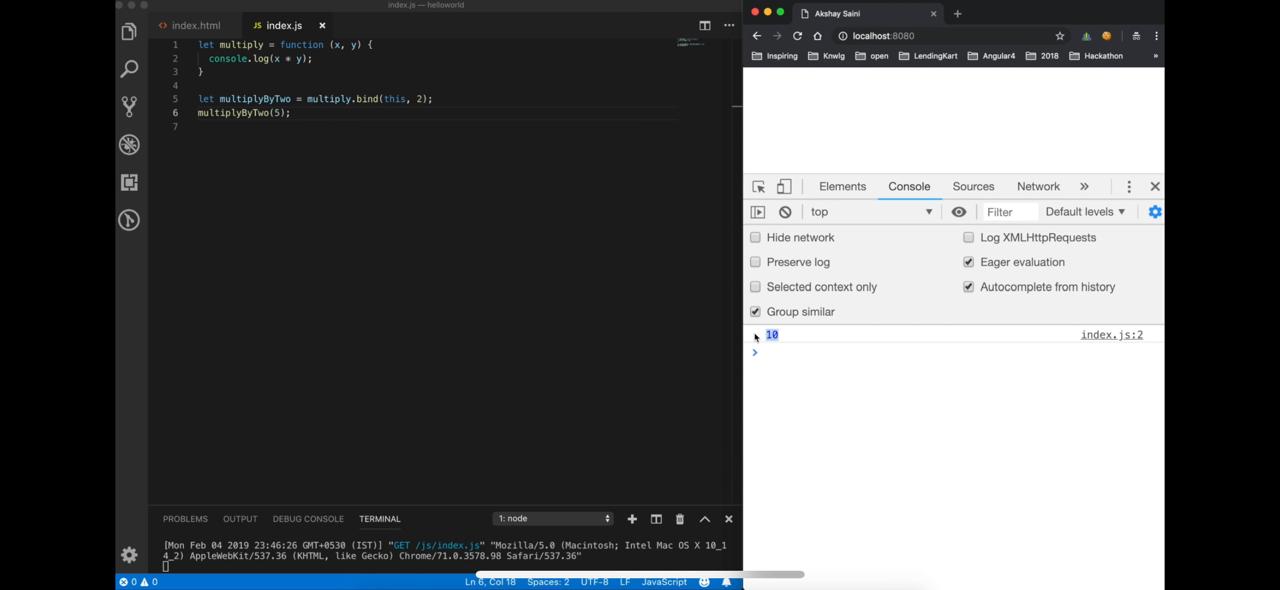 index.js — helloworld
index.html
JS index.js
1 let multiply = function (x, y) {
2 console.log(x * y);
3 }
4
5 let multiplyByTwo = multiply.bind(this, 2);
6 multiplyByTwo(5);
7
PROBLEMS OUTPUT DEBUG CONSOLE TERMINAL 1: node
[Mon Feb 04 2019 23:46:26 GMT+0530 (IST)] "GET /js/index.js" "Mozilla/5.0 (Macintosh; Intel Mac OS X 10_1
4_2) AppleWebKit/537.36 (KHTML, like Gecko) Chrome/71.0.3578.98 Safari/537.36"
0 0 Ln 6, Col 18 Spaces: 2 UTF-8 LF JavaScript
Akshay Saini
localhost:8080
Inspiring Knwlg open LendingKart Angular4 2018 Hackathon »
Elements Console Sources Network »
top Filter Default levels
Hide network Log XMLHttpRequests
Preserve log Eager evaluation
Selected context only Autocomplete from history
Group similar
10 index.js:2